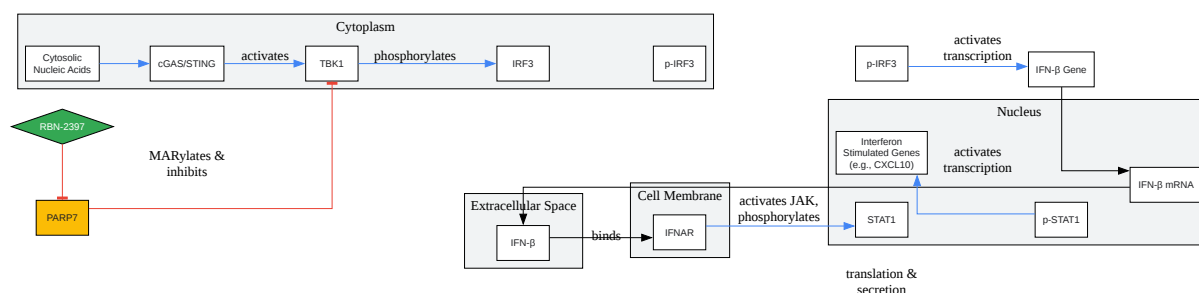 Cytoplasm
Cytosolic
Nucleic Acids
cGAS/STING
activates
TBK1
phosphorylates
IRF3
p-IRF3
p-IRF3
activates
transcription
IFN-β Gene
RBN-2397
MARylates &
inhibits
PARP7
Nucleus
Interferon
Stimulated Genes
(e.g., CXCL10)
activates
transcription
IFN-β mRNA
Extracellular Space
IFN-β
binds
Cell Membrane
IFNAR
activates JAK,
phosphorylates
STAT1
p-STAT1
translation &
secretion